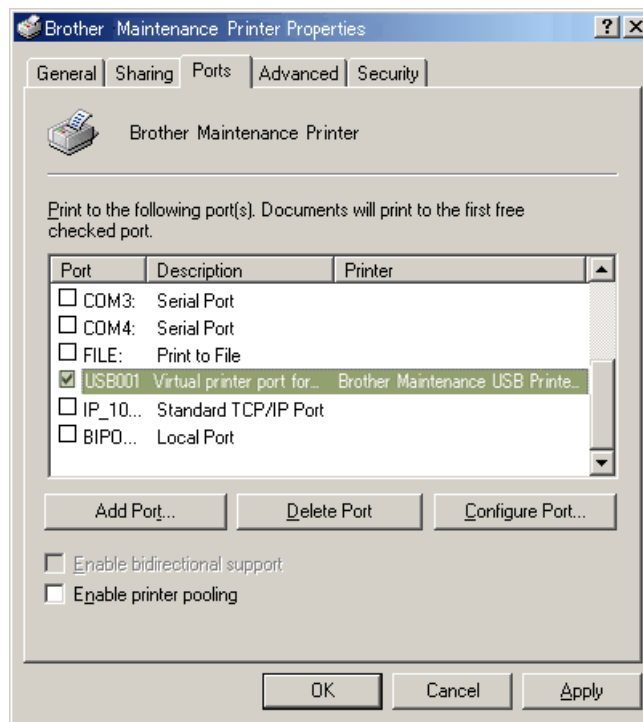 Brother Maintenance Printer Properties
General Sharing Ports Advanced Security
Brother Maintenance Printer
Print to the following port(s). Documents will print to the first free
checked port.
Port Description Printer
COM3: Serial Port
COM4: Serial Port
FILE: Print to File
USB001 Virtual printer port for... Brother Maintenance USB Printe...
IP_10... Standard TCP/IP Port
BIPO... Local Port
Add Port... Delete Port Configure Port...
Enable bidirectional support
Enable printer pooling
OK Cancel Apply